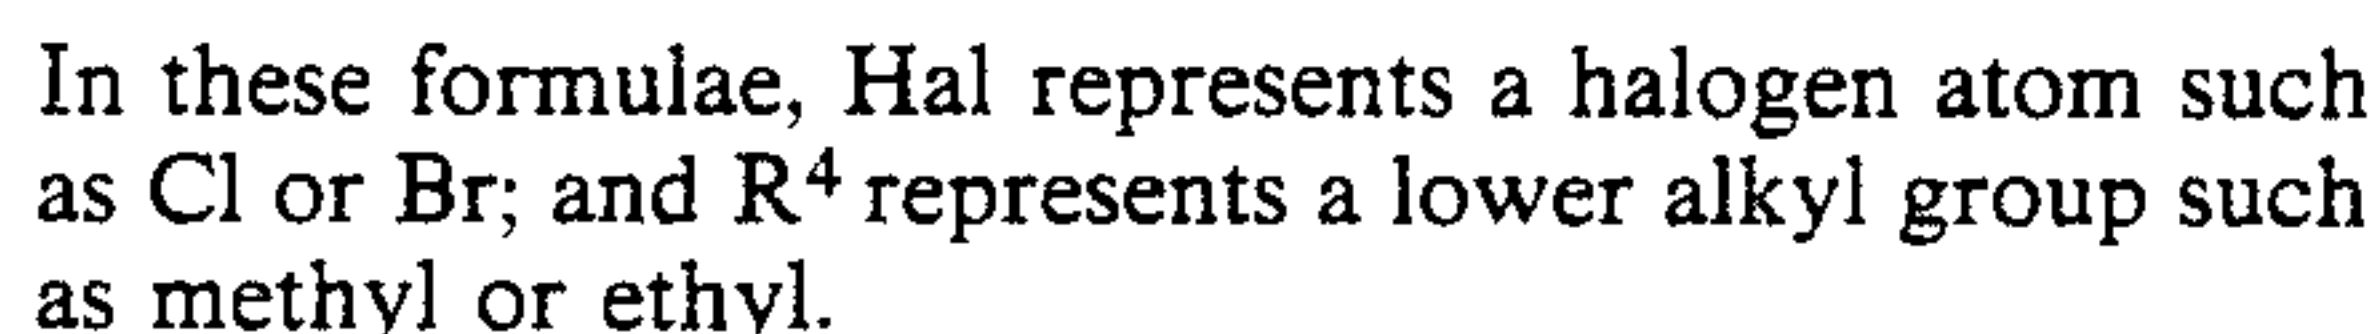 In these formulae, Hal represents a halogen atom such
as Cl or Br; and R⁴ represents a lower alkyl group such
as methyl or ethyl.